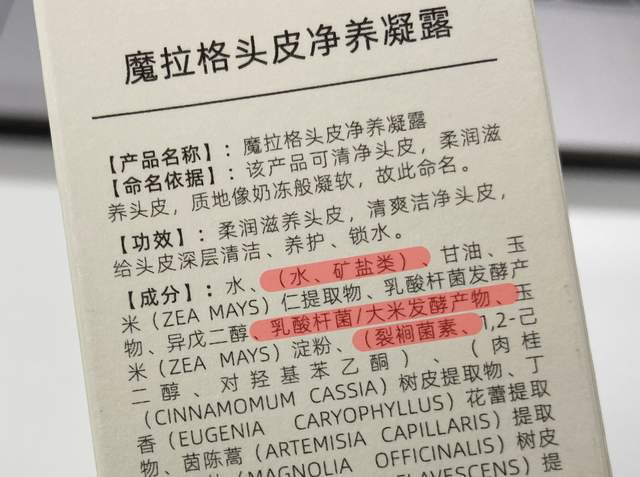 魔拉格头皮净养凝露
【产品名称】：魔拉格头皮净养凝露
【命名依据】：该产品可清净头皮，柔润滋
养头皮，质地像奶冻般凝软，故此命名。
【功效】：柔润滋养头皮，清爽洁净头皮，
给头皮深层清洁、养护、锁水。
【成分】：水、（水、矿盐类）、甘油、玉
米（ZEA MAYS）仁提取物、乳酸杆菌发酵产
物、异戊二醇、乳酸杆菌/大米发酵产物、玉
米（ZEA MAYS）淀粉、（裂裥菌素、1,2-己
二醇、对羟基苯乙酮）、（肉桂
（CINNAMOMUM CASSIA）树皮提取物、丁
香（EUGENIA CARYOPHYLLUS）花蕾提取
物、茵陈蒿（ARTEMISIA CAPILLARIS）提取
（MAGNOLIA OFFICINALIS）树皮
FLAVESCENS）提